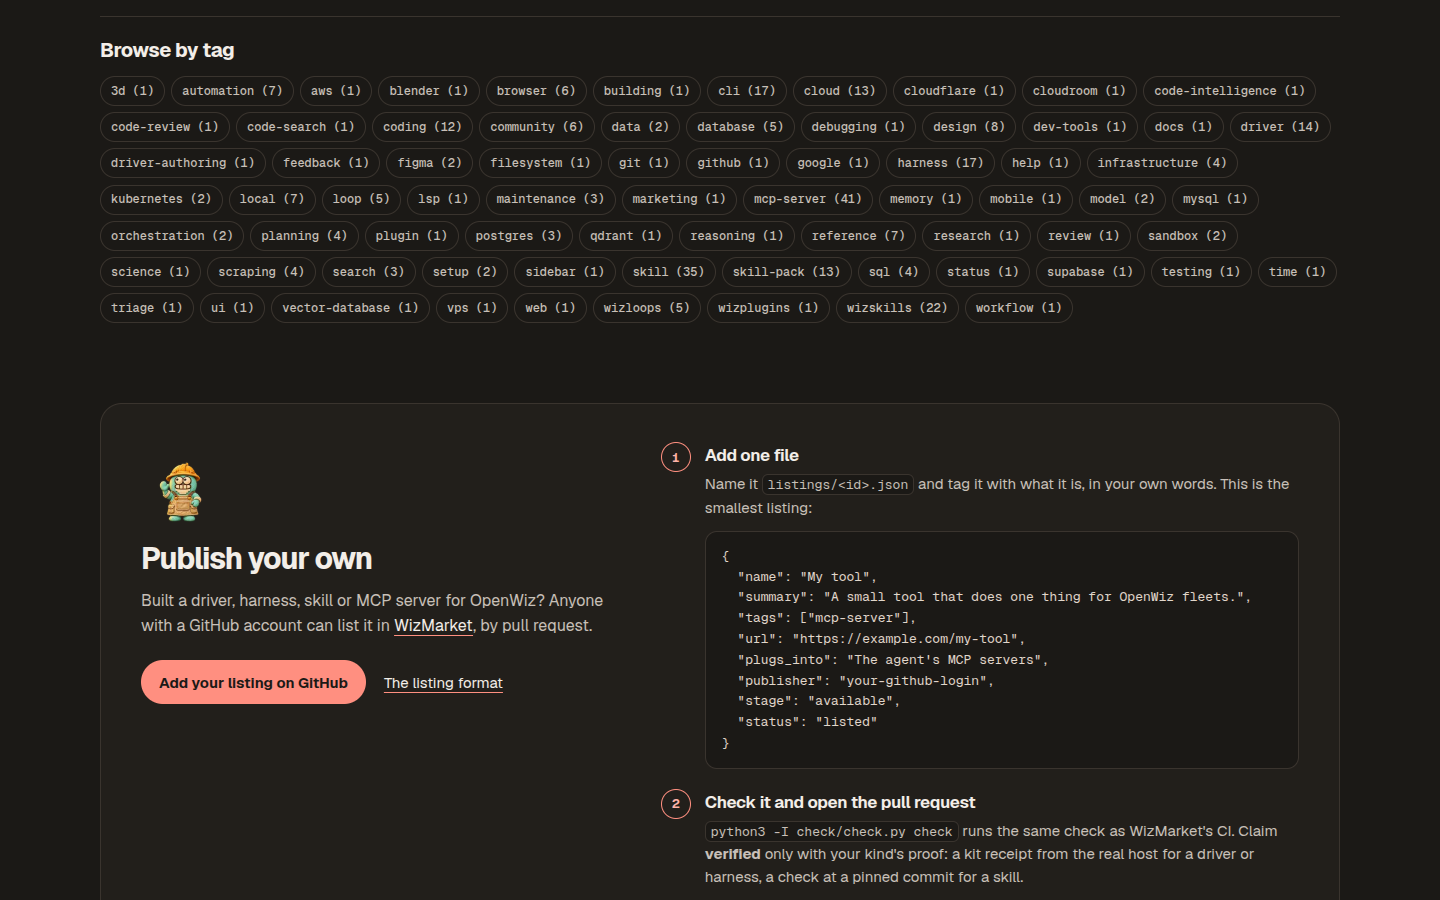 Browse by tag
3d (1) automation (7) aws (1) blender (1) browser (6) building (1) cli (17) cloud (13) cloudflare (1) cloudroom (1) code-intelligence (1)
code-review (1) code-search (1) coding (12) community (6) data (2) database (5) debugging (1) design (8) dev-tools (1) docs (1) driver (14)
driver-authoring (1) feedback (1) figma (2) filesystem (1) git (1) github (1) google (1) harness (17) help (1) infrastructure (4)
kubernetes (2) local (7) loop (5) lsp (1) maintenance (3) marketing (1) mcp-server (41) memory (1) mobile (1) model (2) mysql (1)
orchestration (2) planning (4) plugin (1) postgres (3) qdrant (1) reasoning (1) reference (7) research (1) review (1) sandbox (2)
science (1) scraping (4) search (3) setup (2) sidebar (1) skill (35) skill-pack (13) sql (4) status (1) supabase (1) testing (1) time (1)
triage (1) ui (1) vector-database (1) vps (1) web (1) wizloops (5) wizplugins (1) wizskills (22) workflow (1)
Publish your own
Built a driver, harness, skill or MCP server for OpenWiz? Anyone
with a GitHub account can list it in WizMarket, by pull request.
Add your listing on GitHub The listing format
1 Add one file
Name it listings/<id>.json and tag it with what it is, in your own words. This is the
smallest listing:
{
  "name": "My tool",
  "summary": "A small tool that does one thing for OpenWiz fleets.",
  "tags": ["mcp-server"],
  "url": "https://example.com/my-tool",
  "plugs_into": "The agent's MCP servers",
  "publisher": "your-github-login",
  "stage": "available",
  "status": "listed"
}
2 Check it and open the pull request
python3 -I check/check.py check runs the same check as WizMarket's CI. Claim
verified only with your kind's proof: a kit receipt from the real host for a driver or
harness, a check at a pinned commit for a skill.